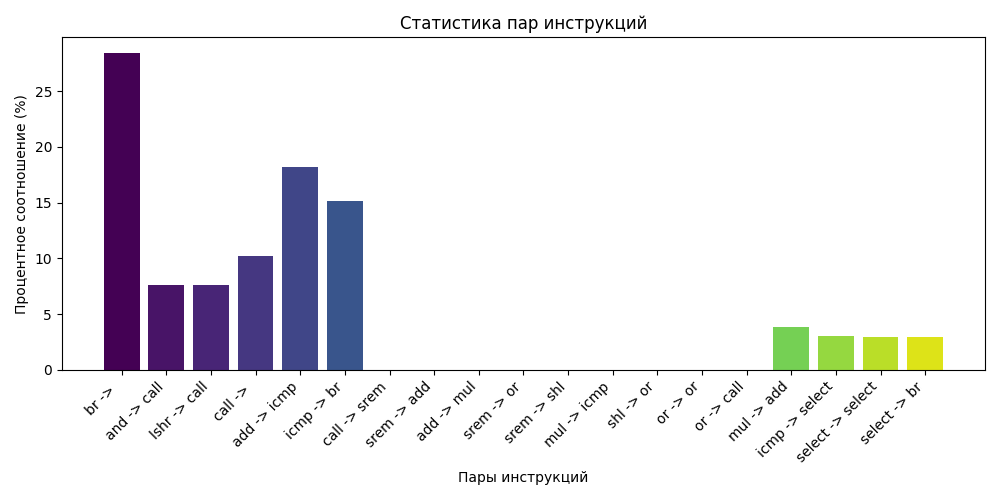 Статистика пар инструкций
Процентное соотношение (%)
25
20
15
10
5
0
br ->
and -> call
lshr -> call
call ->
add -> icmp
icmp -> br
call -> srem
srem -> add
add -> mul
srem -> or
srem -> shl
mul -> icmp
shl -> or
or -> or
or -> call
mul -> add
icmp -> select
select -> select
select -> br
Пары инструкций